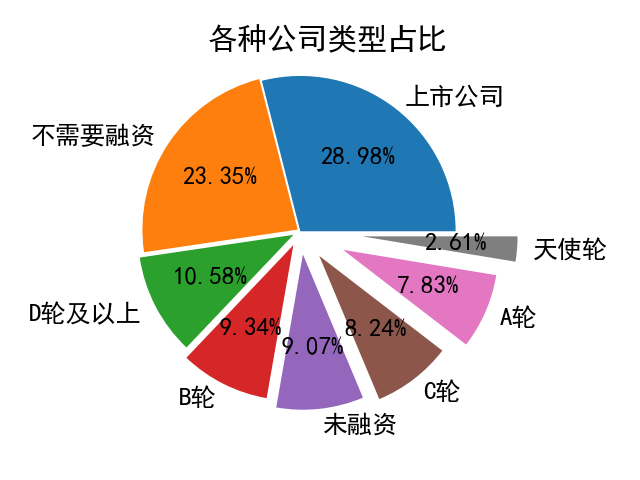 各种公司类型占比
上市公司
28.98%
不需要融资
23.35%
D轮及以上
10.58%
B轮
9.34%
未融资
9.07%
C轮
8.24%
A轮
7.83%
天使轮
2.61%